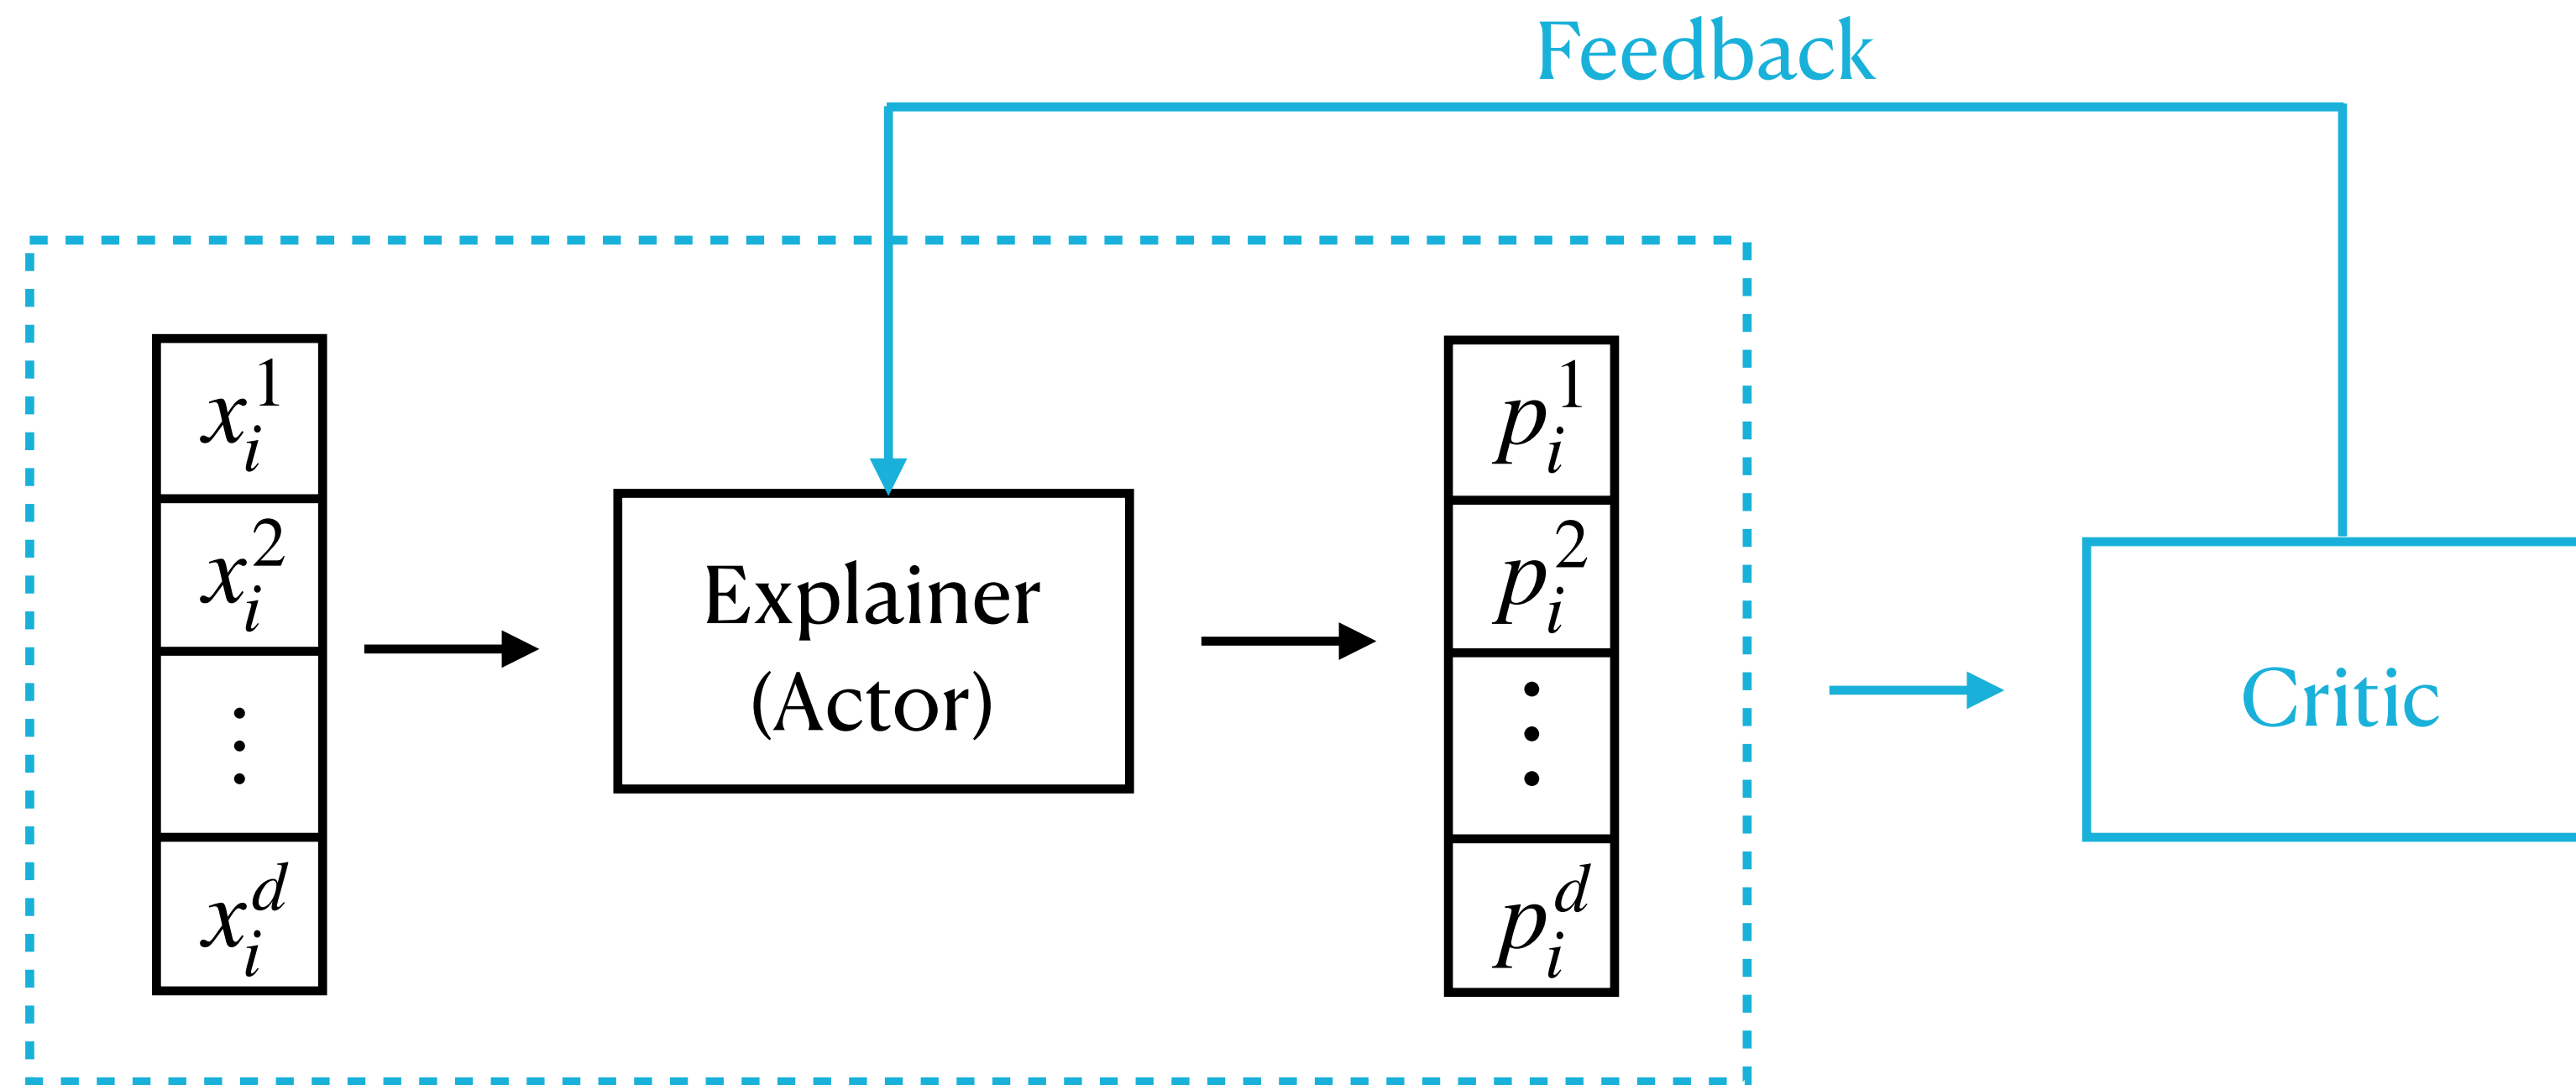 Feedback
x_i^1
x_i^2
⋮
x_i^d
Explainer
(Actor)
p_i^1
p_i^2
⋮
p_i^d
Critic